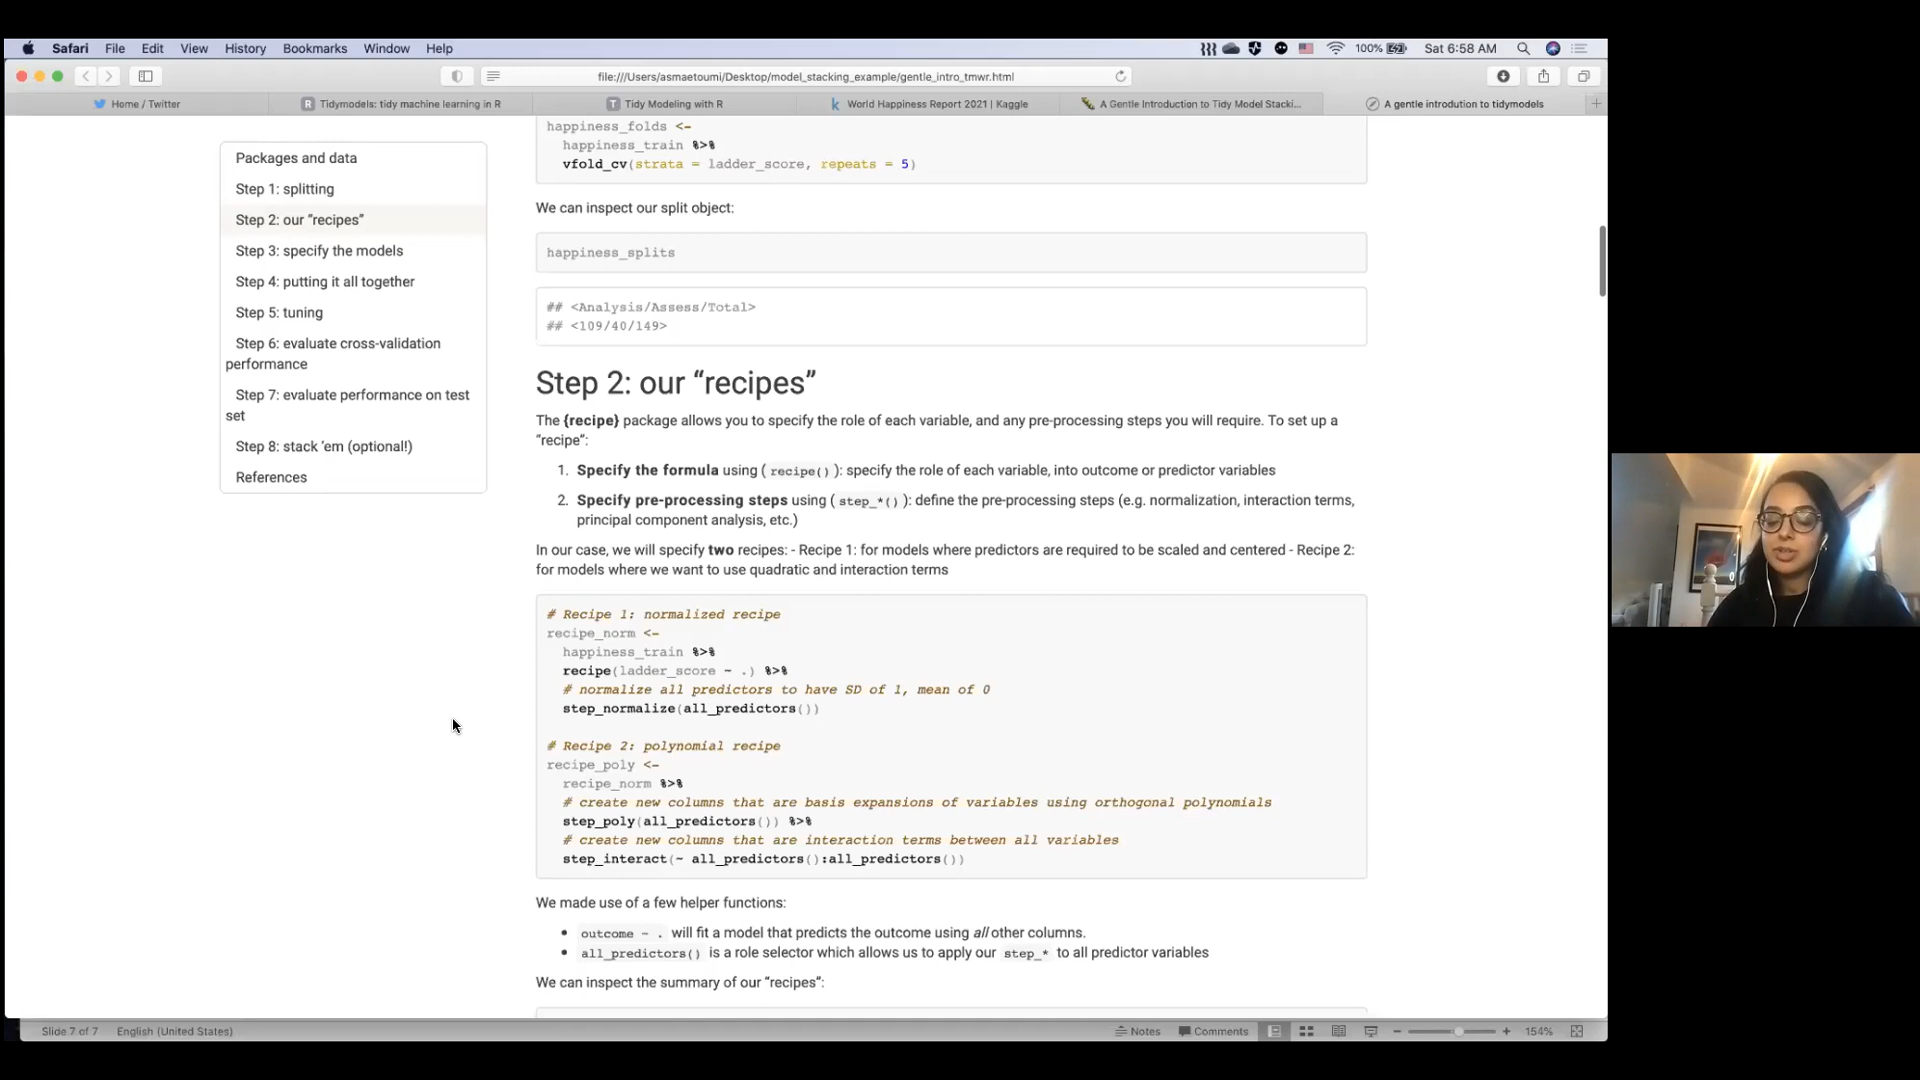 Safari File Edit View History Bookmarks Window Help 100% Sat 6:58 AM
file:///Users/asmaetoumi/Desktop/model_stacking_example/gentle_intro_tmwr.html
Home / Twitter
Tidymodels: tidy machine learning in R
Tidy Modeling with R
World Happiness Report 2021 | Kaggle
A Gentle Introduction to Tidy Model Stacki...
A gentle introdution to tidymodels
Packages and data
Step 1: splitting
Step 2: our “recipes”
Step 3: specify the models
Step 4: putting it all together
Step 5: tuning
Step 6: evaluate cross-validation
performance
Step 7: evaluate performance on test
set
Step 8: stack 'em (optional!)
References
happiness_folds <-
happiness_train %>%
vfold_cv(strata = ladder_score, repeats = 5)
We can inspect our split object:
happiness_splits
## <Analysis/Assess/Total>
## <109/40/149>
Step 2: our “recipes”
The {recipe} package allows you to specify the role of each variable, and any pre-processing steps you will require. To set up a
“recipe”:
1. Specify the formula using ( recipe() ): specify the role of each variable, into outcome or predictor variables
2. Specify pre-processing steps using ( step_*() ): define the pre-processing steps (e.g. normalization, interaction terms,
principal component analysis, etc.)
In our case, we will specify two recipes: - Recipe 1: for models where predictors are required to be scaled and centered - Recipe 2:
for models where we want to use quadratic and interaction terms
# Recipe 1: normalized recipe
recipe_norm <-
happiness_train %>%
recipe(ladder_score ~ .) %>%
# normalize all predictors to have SD of 1, mean of 0
step_normalize(all_predictors())
# Recipe 2: polynomial recipe
recipe_poly <-
recipe_norm %>%
# create new columns that are basis expansions of variables using orthogonal polynomials
step_poly(all_predictors()) %>%
# create new columns that are interaction terms between all variables
step_interact(~ all_predictors():all_predictors())
We made use of a few helper functions:
• outcome ~ . will fit a model that predicts the outcome using all other columns.
• all_predictors() is a role selector which allows us to apply our step_* to all predictor variables
We can inspect the summary of our “recipes”:
Slide 7 of 7 English (United States) Notes Comments 154%